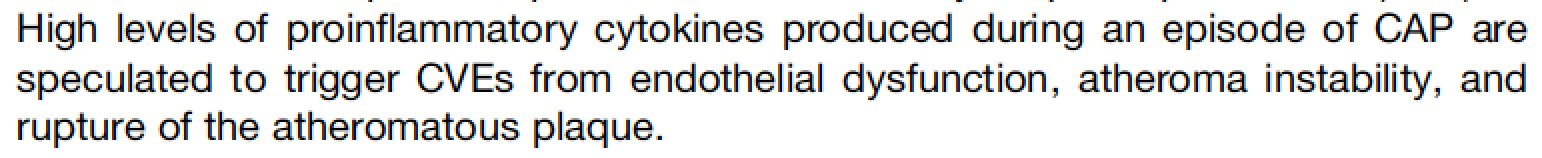 High levels of proinflammatory cytokines produced during an episode of CAP are
speculated to trigger CVEs from endothelial dysfunction, atheroma instability, and
rupture of the atheromatous plaque.